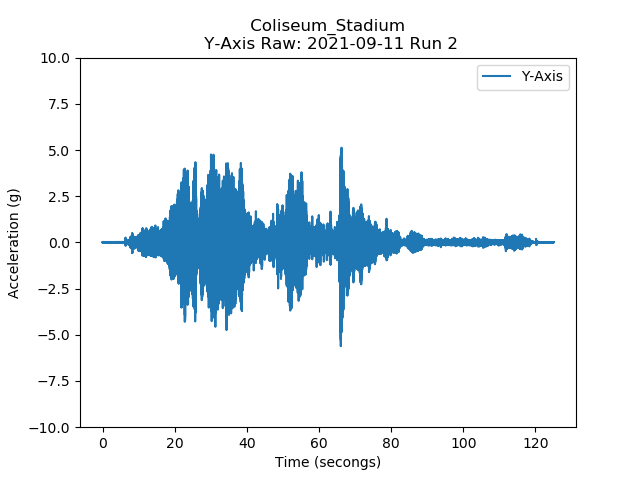 Coliseum_Stadium
Y-Axis Raw: 2021-09-11 Run 2
Y-Axis
10.0
7.5
5.0
2.5
0.0
−2.5
−5.0
−7.5
−10.0
Acceleration (g)
0 20 40 60 80 100 120
Time (secongs)